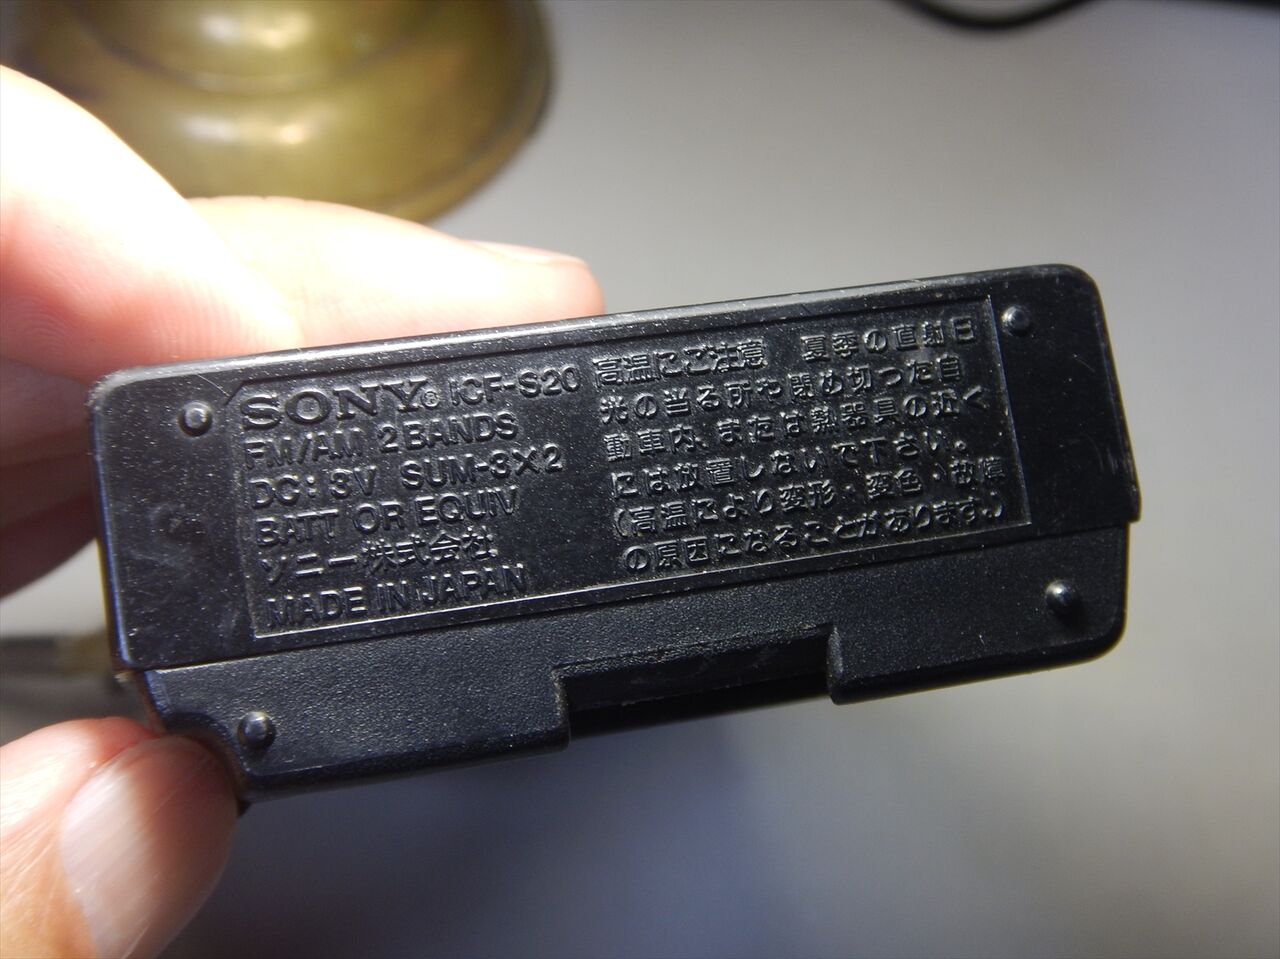 SONY® ICF-S20
FM/AM 2BANDS
DC: 3V SUM-3×2
BATT OR EQUIV
ソニー株式会社
MADE IN JAPAN
高温にご注意 夏季の直射日
光の当る所や閉め切った自
動車内、または熱器具の近く
には放置しないで下さい。
(高温により変形・変色・故障
の原因になることがあります。)